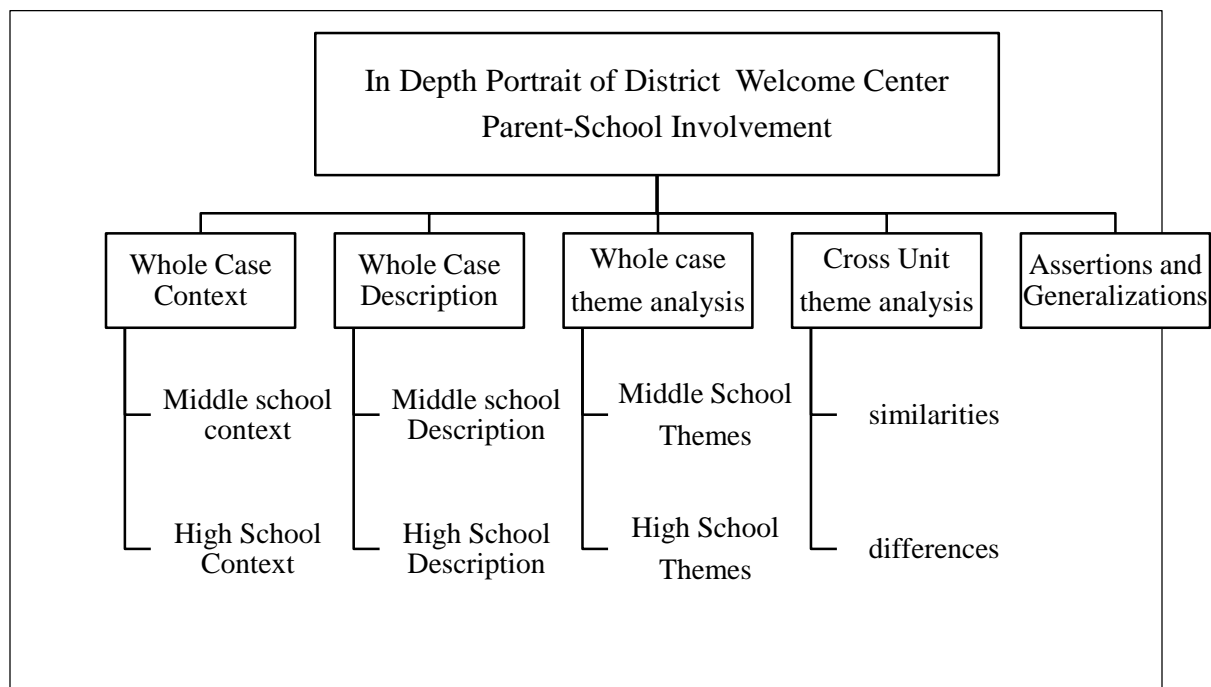 In Depth Portrait of District Welcome Center
Parent-School Involvement
Whole Case
Context
Whole Case
Description
Whole case
theme analysis
Cross Unit
theme analysis
Assertions and
Generalizations
Middle school
context
Middle school
Description
Middle School
Themes
similarities
High School
Context
High School
Description
High School
Themes
differences